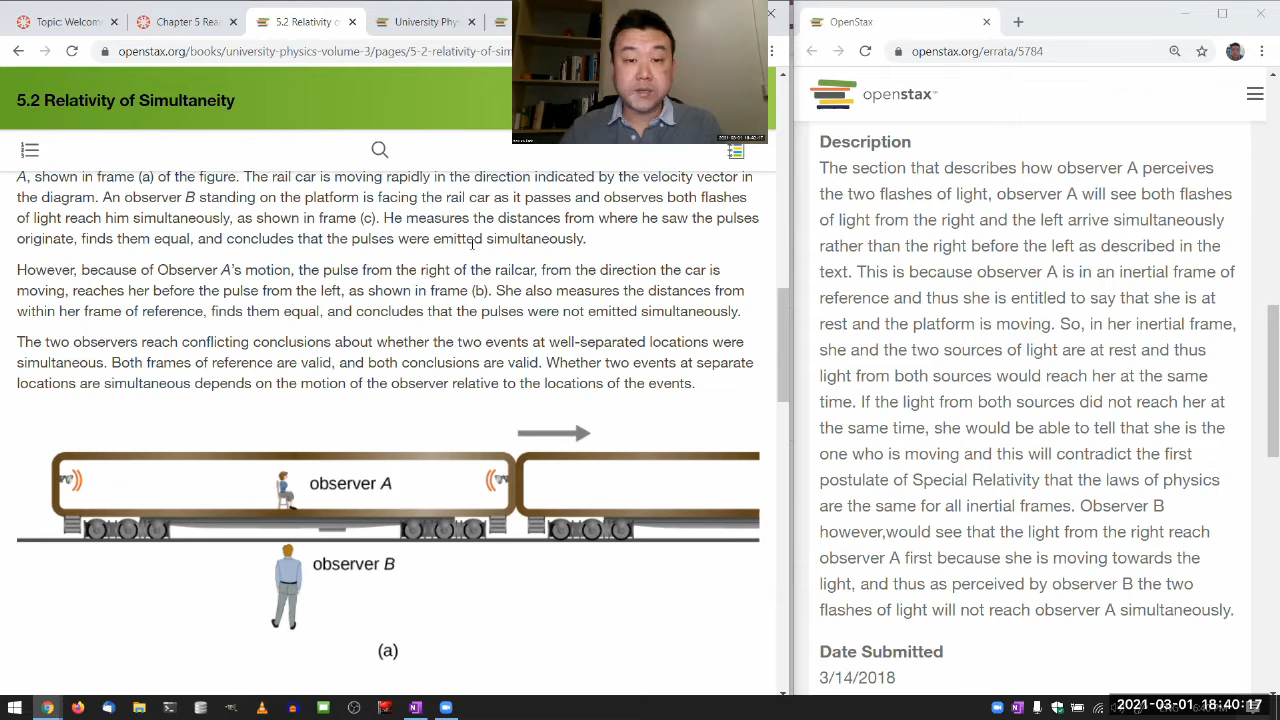 Topic: Welcome
Chapter 5 Rea
5.2 Relativity o
University Phy
OpenStax
openstax.org/books/university-physics-volume-3/pages/5-2-relativity-of-sim
openstax.org/errata/5784
5.2 Relativity of Simultaneity
2021-03-01 18:40:17
A, shown in frame (a) of the figure. The rail car is moving rapidly in the direction indicated by the velocity vector in
the diagram. An observer B standing on the platform is facing the rail car as it passes and observes both flashes
of light reach him simultaneously, as shown in frame (c). He measures the distances from where he saw the pulses
originate, finds them equal, and concludes that the pulses were emitted simultaneously.
However, because of Observer A's motion, the pulse from the right of the railcar, from the direction the car is
moving, reaches her before the pulse from the left, as shown in frame (b). She also measures the distances from
within her frame of reference, finds them equal, and concludes that the pulses were not emitted simultaneously.
The two observers reach conflicting conclusions about whether the two events at well-separated locations were
simultaneous. Both frames of reference are valid, and both conclusions are valid. Whether two events at separate
locations are simultaneous depends on the motion of the observer relative to the locations of the events.
observer A
observer B
(a)
openstax™
Description
The section that describes how observer A perceives
the two flashes of light, observer A will see both flashes
of light from the right and the left arrive simultaneously
rather than the right before the left as described in the
text. This is because observer A is in an inertial frame of
reference and thus she is entitled to say that she is at
rest and the platform is moving. So, in her inertial frame,
she and the two sources of light are at rest and thus
light from both sources would reach her at the same
time. If the light from both sources did not reach her at
the same time, she would be able to tell that she is the
one who is moving and this will contradict the first
postulate of Special Relativity that the laws of physics
are the same for all inertial frames. Observer B
however,would see that the light from the right reach
observer A first because she is moving towards the
light, and thus as perceived by observer B the two
flashes of light will not reach observer A simultaneously.
Date Submitted
3/14/2018
2021-03-01 18:40:17